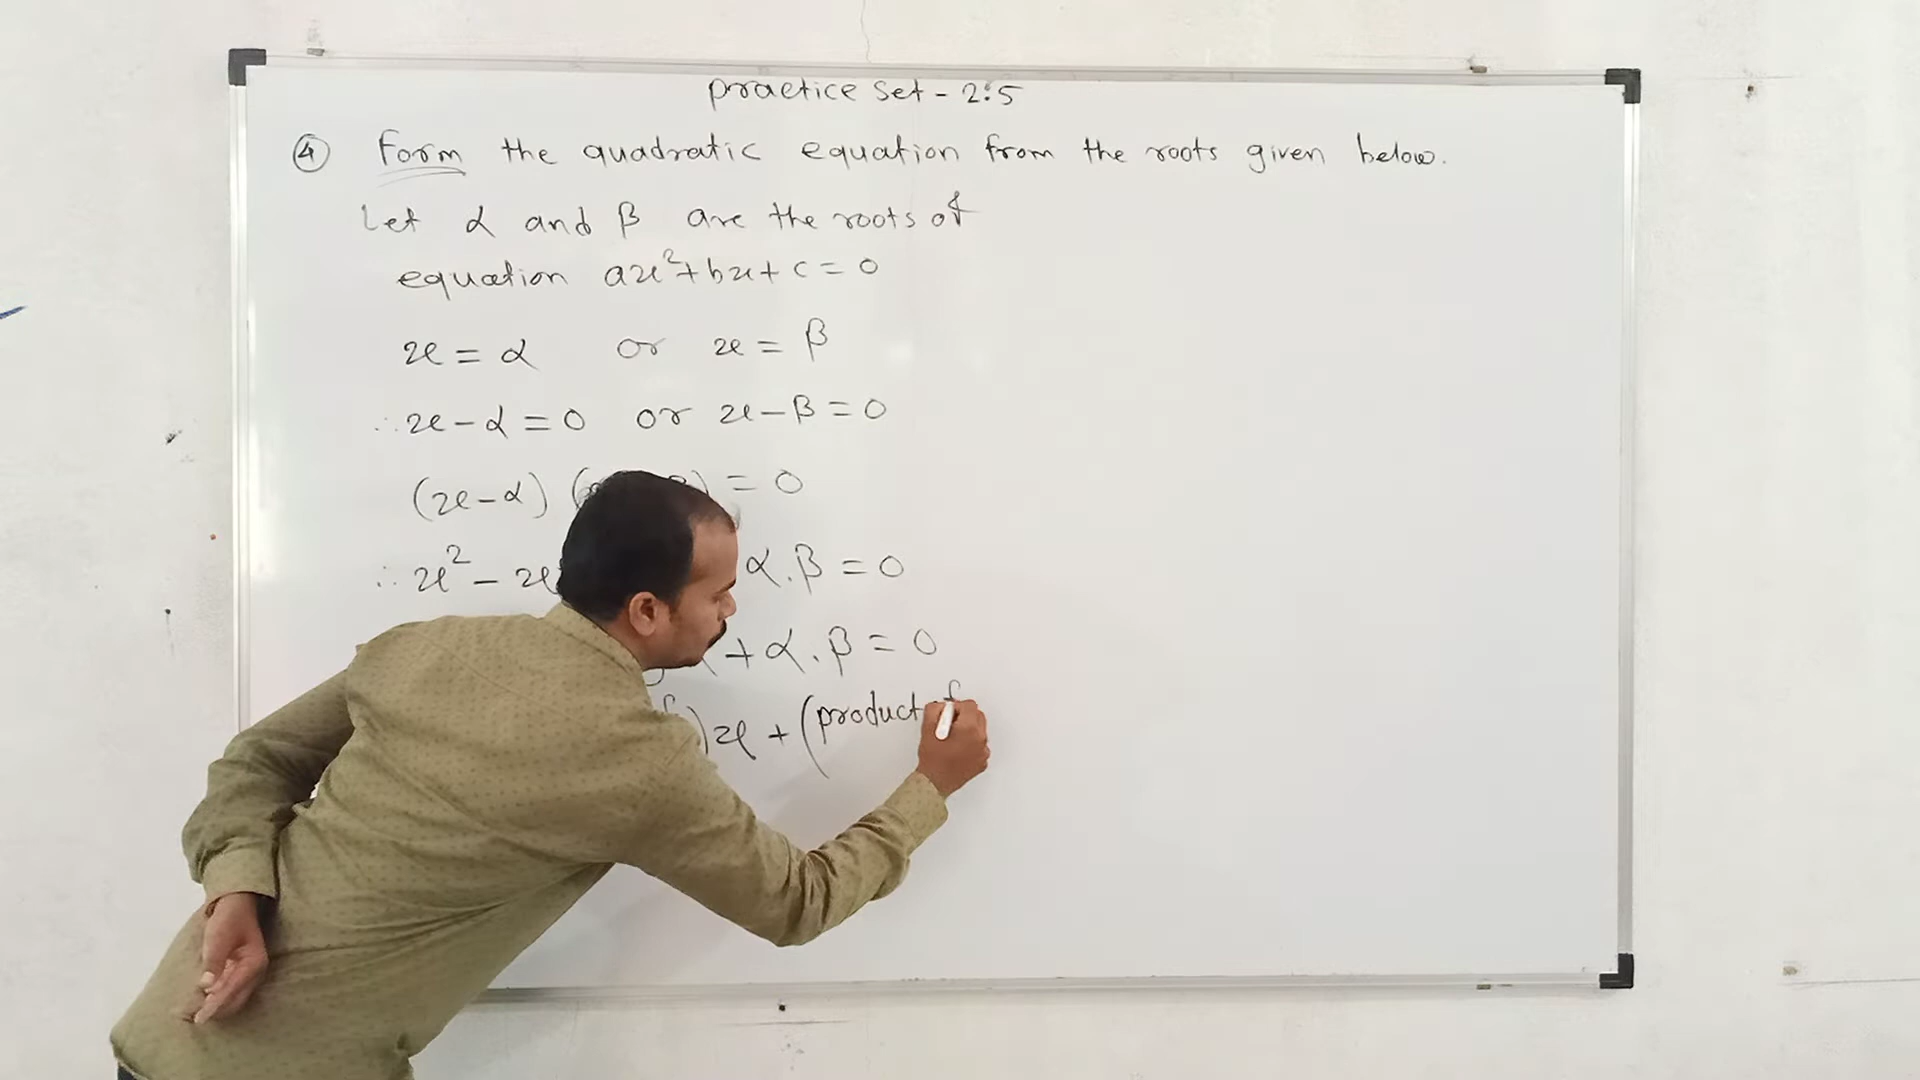 Practice Set - 2.5
④ Form the quadratic equation from the roots given below.
Let α and β are the roots of
equation ax²+bx+c=0
x = α or x = β
∴ x-α = 0 or x-β = 0
(x-α) ( = 0
∴ x² - x α.β = 0
+ α.β = 0
)x + (product of